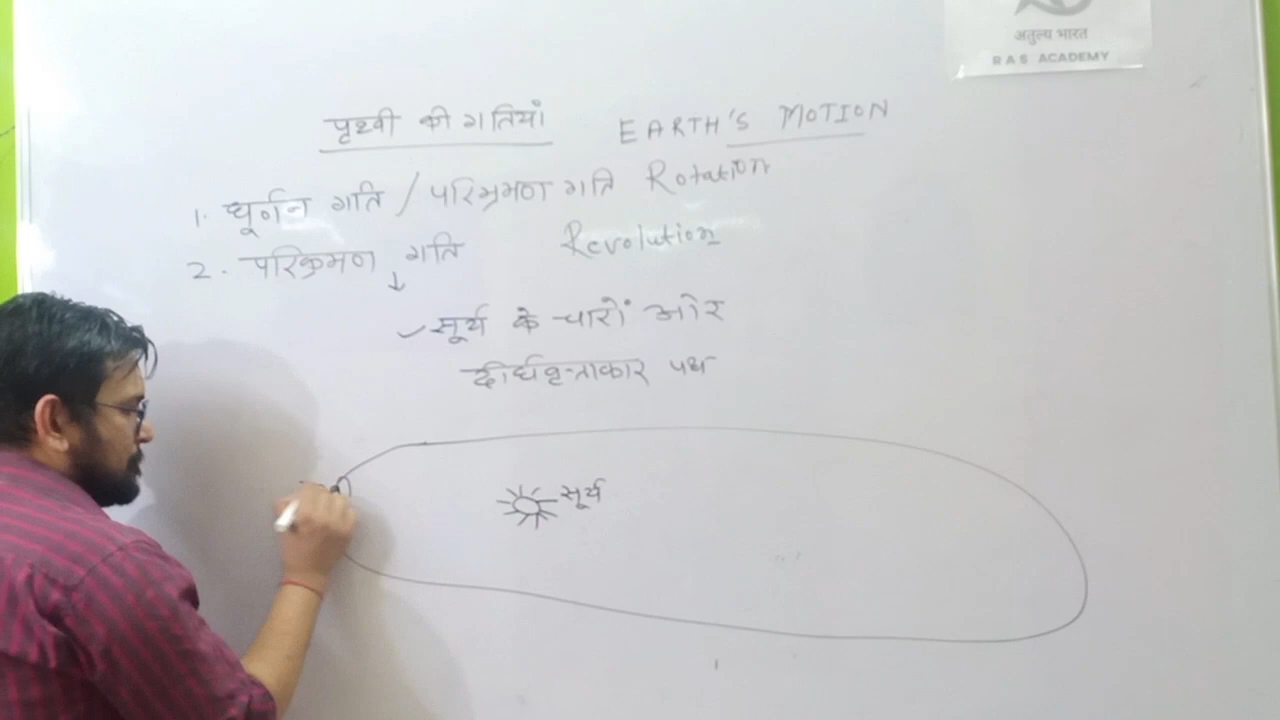 अतुल्य भारत
RAS ACADEMY
पृथ्वी की गतियां EARTH'S MOTION
1. घूर्णन गति / परिभ्रमण गति Rotation
2. परिक्रमण गति Revolution
सूर्य के चारों ओर
दीर्घवृत्ताकार पथ
सूर्य